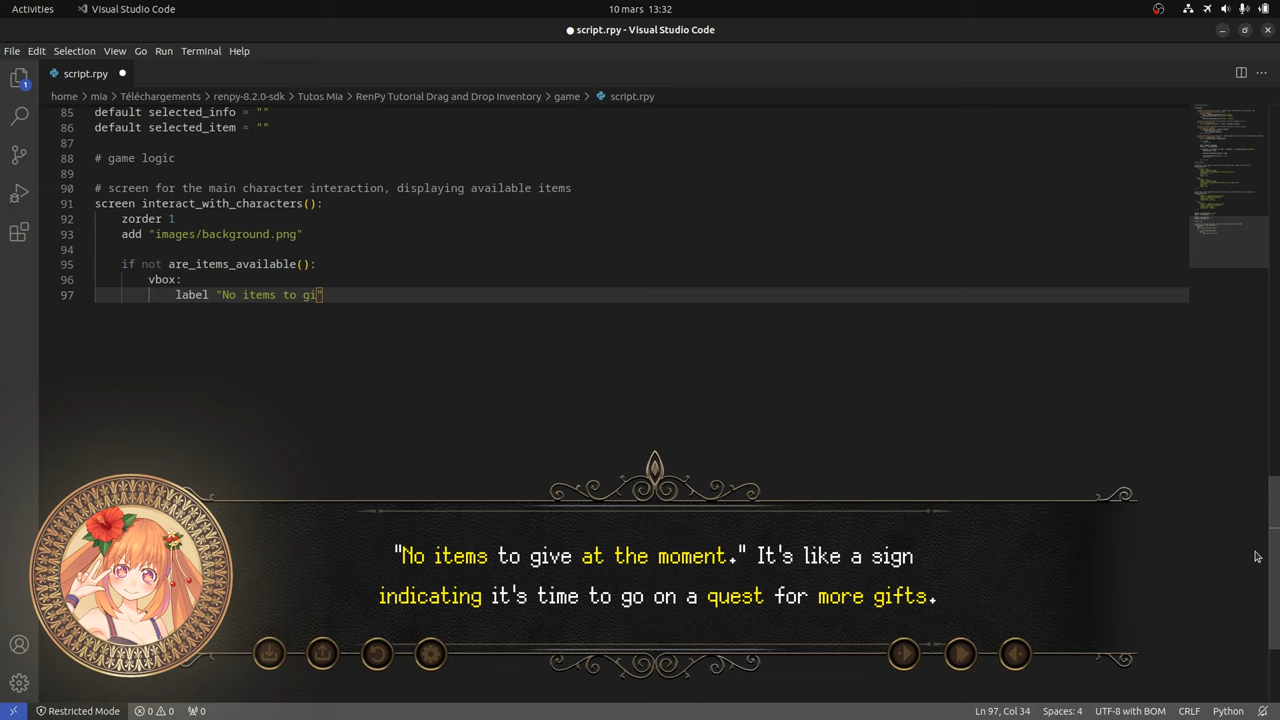 Activities Visual Studio Code 10 mars 13:32
script.rpy - Visual Studio Code
File Edit Selection View Go Run Terminal Help
script.rpy
home > mia > Téléchargements > renpy-8.2.0-sdk > Tutos Mia > RenPy Tutorial Drag and Drop Inventory > game > script.rpy
85 default selected_info = ""
86 default selected_item = ""
87
88 # game logic
89
90 # screen for the main character interaction, displaying available items
91 screen interact_with_characters():
92 zorder 1
93 add "images/background.png"
94
95 if not are_items_available():
96 vbox:
97 label "No items to gi"
"No items to give at the moment." It's like a sign
indicating it's time to go on a quest for more gifts.
1
Restricted Mode 0 0 0 Ln 97, Col 34 Spaces: 4 UTF-8 with BOM CRLF Python